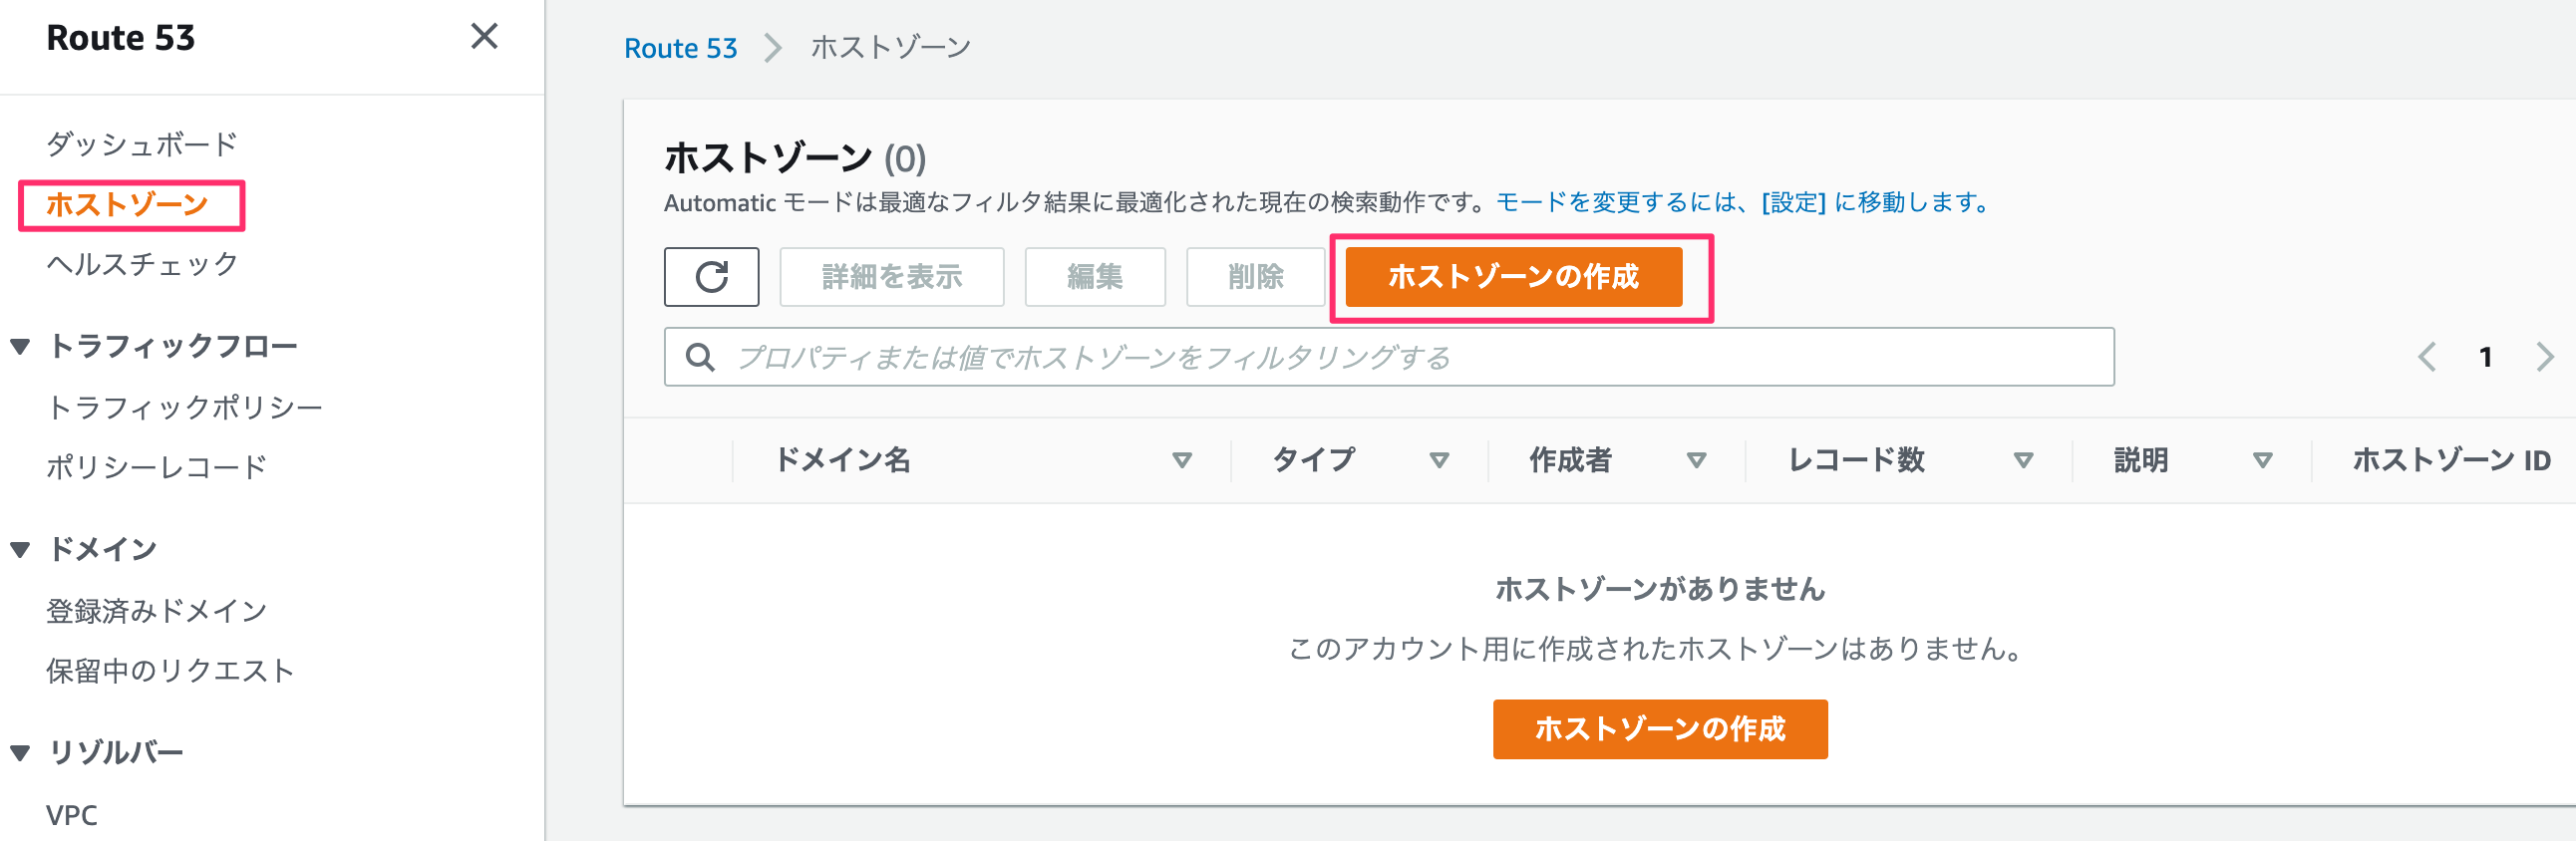 Route 53
ダッシュボード
ホストゾーン
ヘルスチェック
トラフィックフロー
トラフィックポリシー
ポリシーレコード
ドメイン
登録済みドメイン
保留中のリクエスト
リゾルバー
VPC
Route 53 ホストゾーン
ホストゾーン (0)
Automatic モードは最適なフィルタ結果に最適化された現在の検索動作です。モードを変更するには、[設定] に移動します。
詳細を表示 編集 削除 ホストゾーンの作成
プロパティまたは値でホストゾーンをフィルタリングする 1
ドメイン名 タイプ 作成者 レコード数 説明 ホストゾーン ID
ホストゾーンがありません
このアカウント用に作成されたホストゾーンはありません。
ホストゾーンの作成